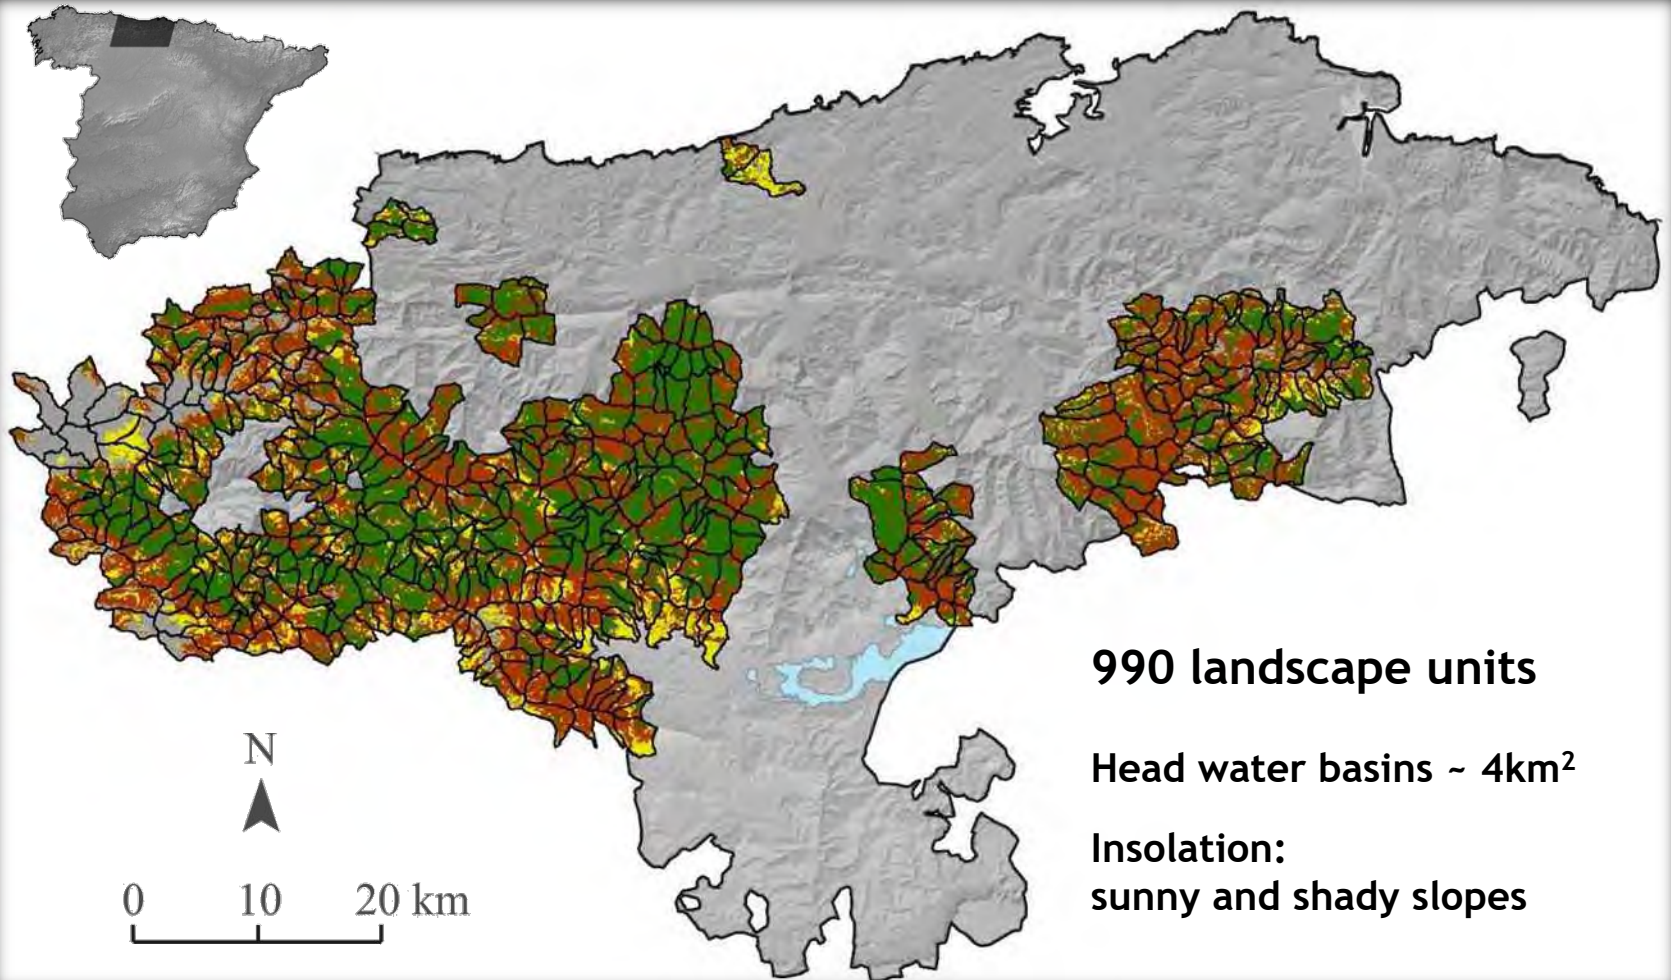 990 landscape units
Head water basins ~ 4km²
Insolation:
sunny and shady slopes
N
0 10 20 km